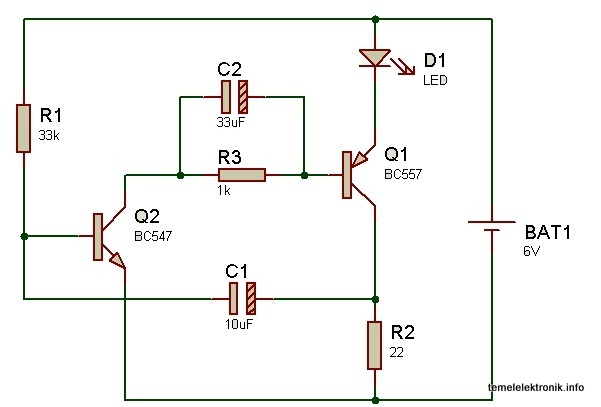 D1
LED
C2
33uF
R1
33k
R3
1k
Q1
BC557
Q2
BC547
BAT1
6V
C1
10uF
R2
22
temelelektronik.info